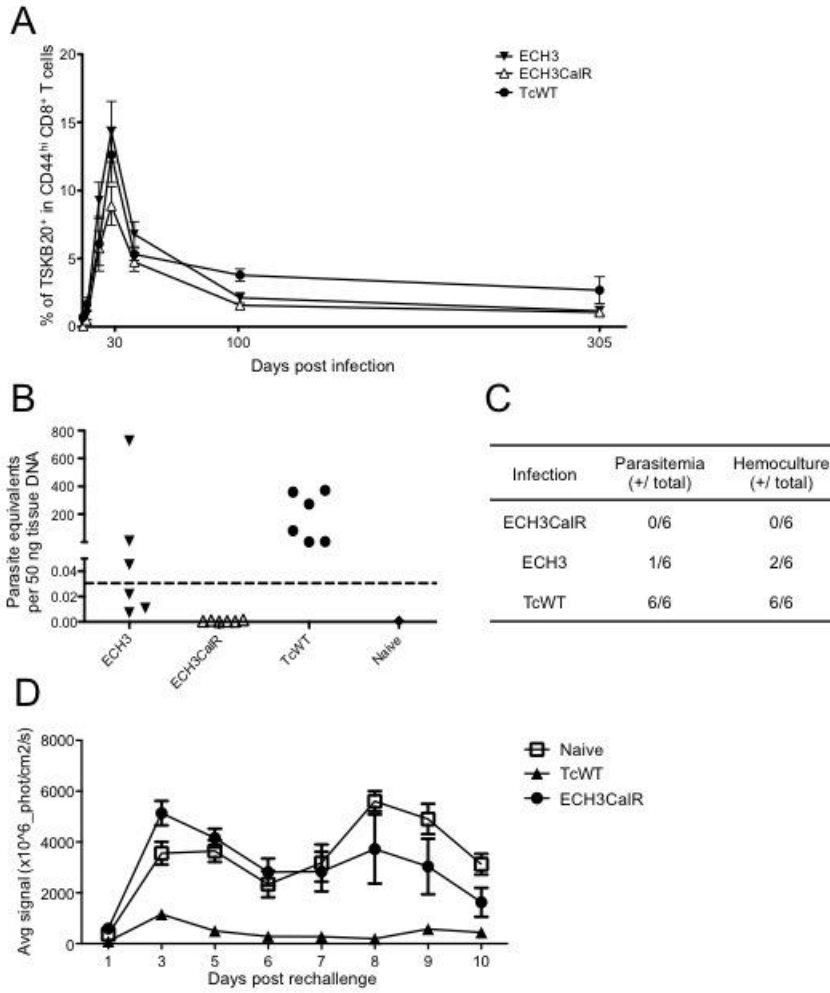 A
% of TSKB20⁺ in CD44ʰⁱ CD8⁺ T cells
20
15
10
5
0
30
100
305
Days post infection
ECH3
ECH3CalR
TcWT
B
Parasite equivalents
per 50 ng tissue DNA
800
600
400
200
0.04
0.02
0.00
ECH3
ECH3CalR
TcWT
Naive
C
Infection
Parasitemia
(+/ total)
Hemoculture
(+/ total)
ECH3CalR 0/6 0/6
ECH3 1/6 2/6
TcWT 6/6 6/6
D
Avg signal (x10^6_phot/cm2/s)
8000
6000
4000
2000
0
1 3 5 6 7 8 9 10
Days post rechallenge
Naive
TcWT
ECH3CalR